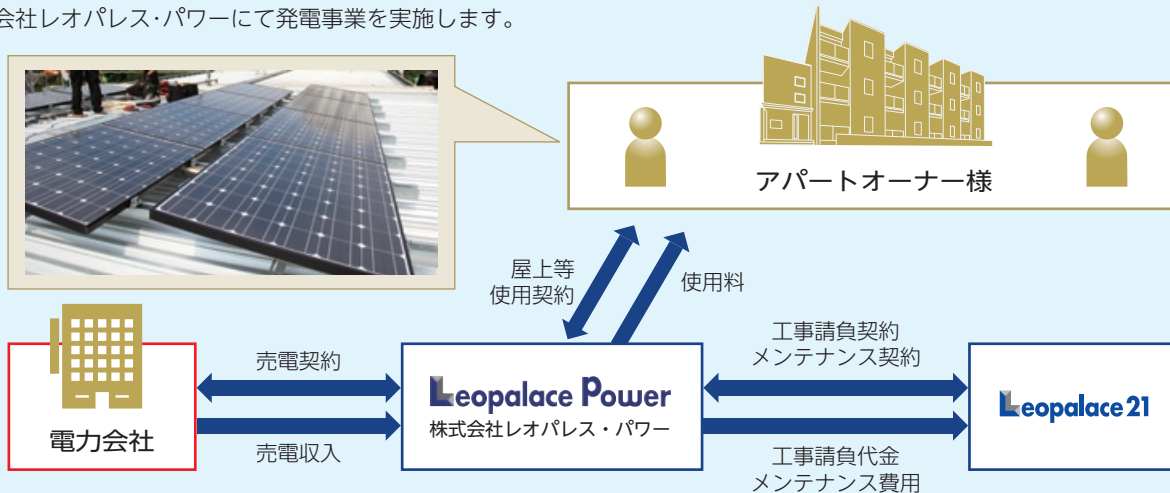 会社レオパレス・パワーにて発電事業を実施します。
アパートオーナー様
屋上等
使用契約
使用料
電力会社
売電契約
売電収入
Leopalace Power
株式会社レオパレス・パワー
工事請負契約
メンテナンス契約
工事請負代金
メンテナンス費用
Leopalace 21